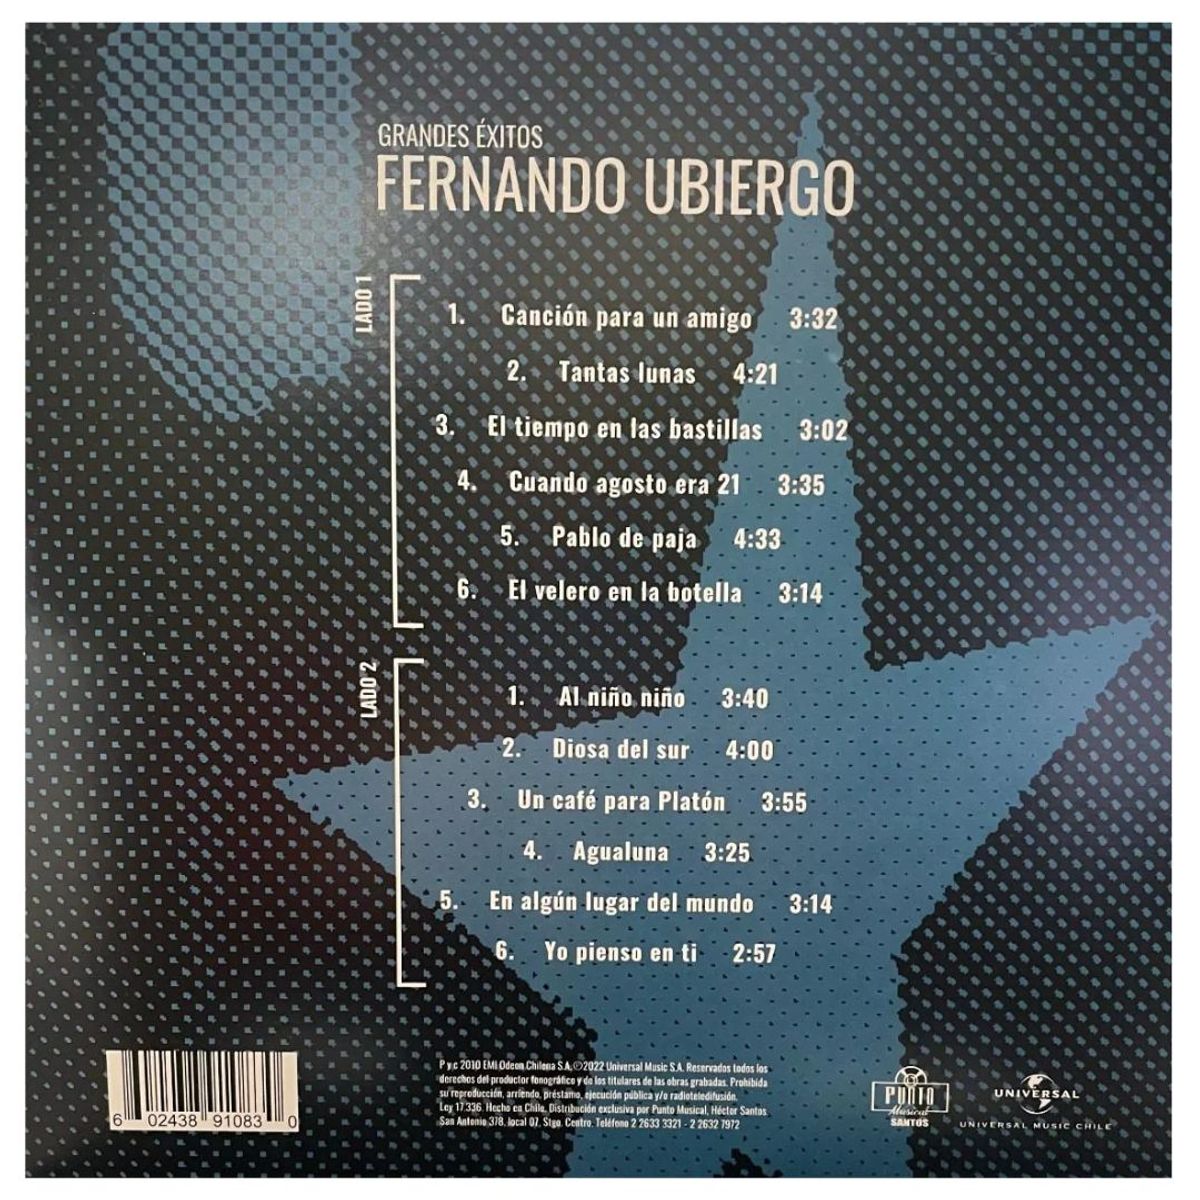 GRANDES ÉXITOS
FERNANDO UBIERGO
LADO 1
1. Canción para un amigo 3:32
2. Tantas lunas 4:21
3. El tiempo en las bastillas 3:02
4. Cuando agosto era 21 3:35
5. Pablo de paja 4:33
6. El velero en la botella 3:14
LADO 2
1. Al niño niño 3:40
2. Diosa del sur 4:00
3. Un café para Platón 3:55
4. Agualuna 3:25
5. En algún lugar del mundo 3:14
6. Yo pienso en ti 2:57
P y c 2010 EMI Odeon Chilena S.A. ©2022 Universal Music S.A. Reservados todos los
derechos del productor fonográfico y de los titulares de las obras grabadas. Prohibida
su reproducción, arriendo, préstamo, ejecución pública y/o radioteledifusión.
Ley 17.336. Hecho en Chile. Distribución exclusiva por Punto Musical, Héctor Santos
San Antonio 378, local 07, Stgo. Centro. Teléfono 2 2633 3321 - 2 2632 7972
6 02438 91083 0
PUNTO
Musical
SANTOS
UNIVERSAL
UNIVERSAL MUSIC CHILE